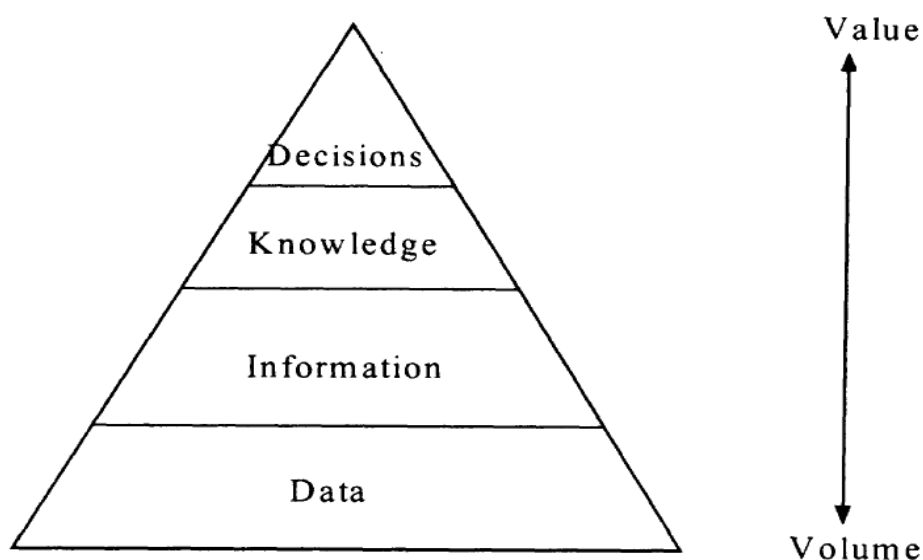 Value
Decisions
Knowledge
Information
Data
Volume